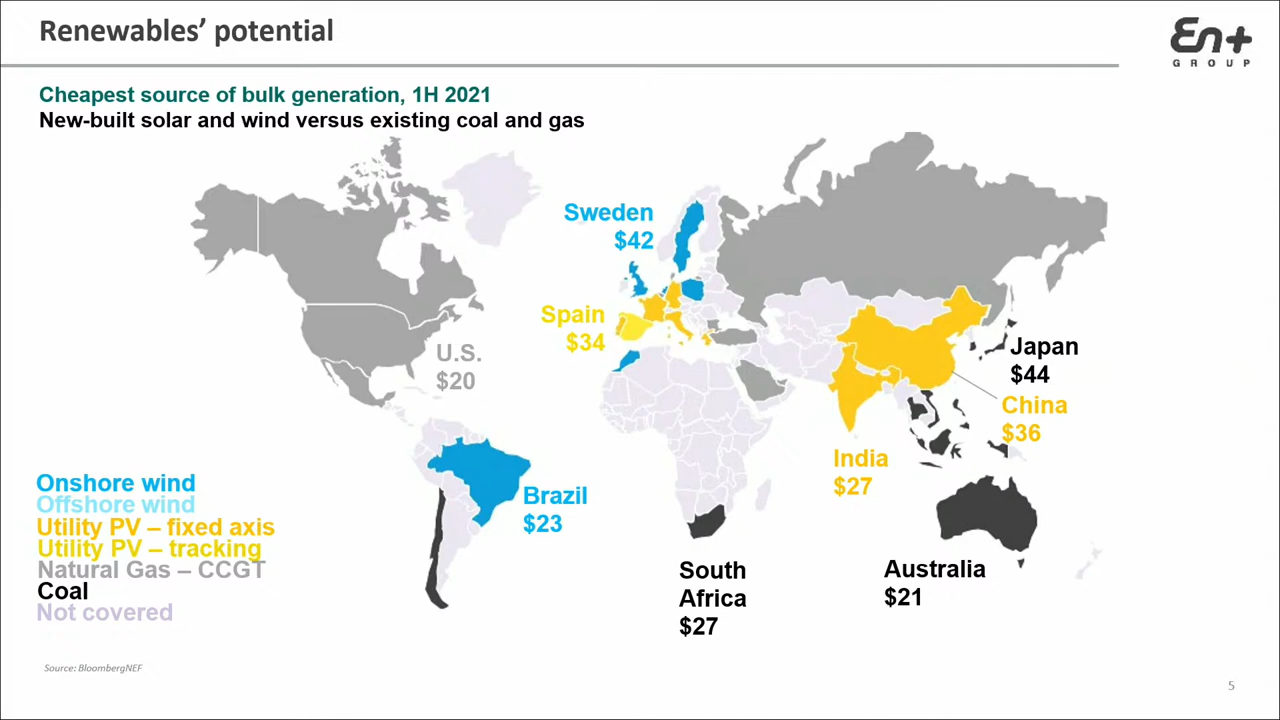 Renewables’ potential
En+
GROUP
Cheapest source of bulk generation, 1H 2021
New-built solar and wind versus existing coal and gas
Sweden
$42
Spain
$34
U.S.
$20
Japan
$44
China
$36
India
$27
Brazil
$23
South
Africa
$27
Australia
$21
Onshore wind
Offshore wind
Utility PV – fixed axis
Utility PV – tracking
Natural Gas – CCGT
Coal
Not covered
Source: BloombergNEF
5